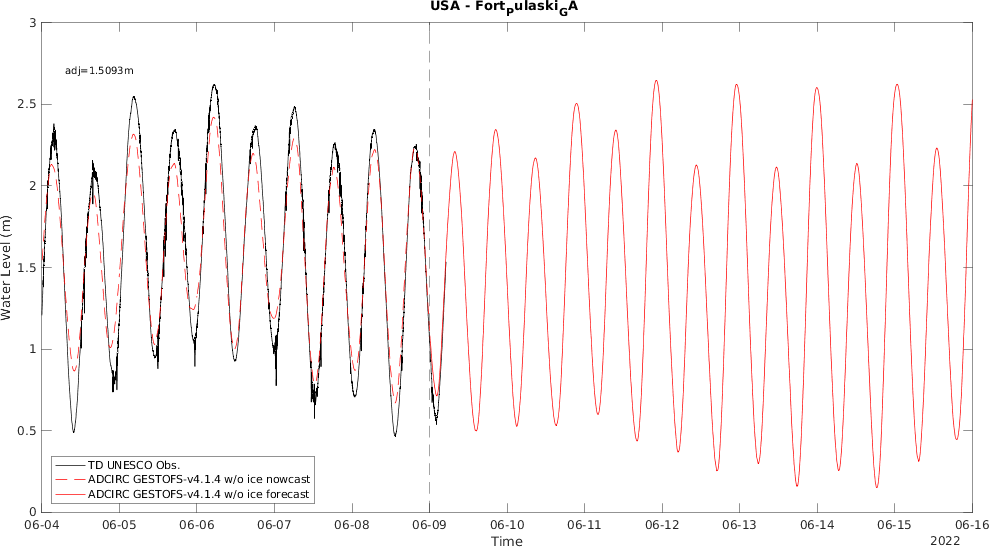 USA - FortPulaskiGA
adj=1.5093m
3
2.5
2
1.5
1
0.5
0
Water Level (m)
TD UNESCO Obs.
ADCIRC GESTOFS-v4.1.4 w/o ice nowcast
ADCIRC GESTOFS-v4.1.4 w/o ice forecast
06-04 06-05 06-06 06-07 06-08 06-09 06-10 06-11 06-12 06-13 06-14 06-15 06-16
Time
2022